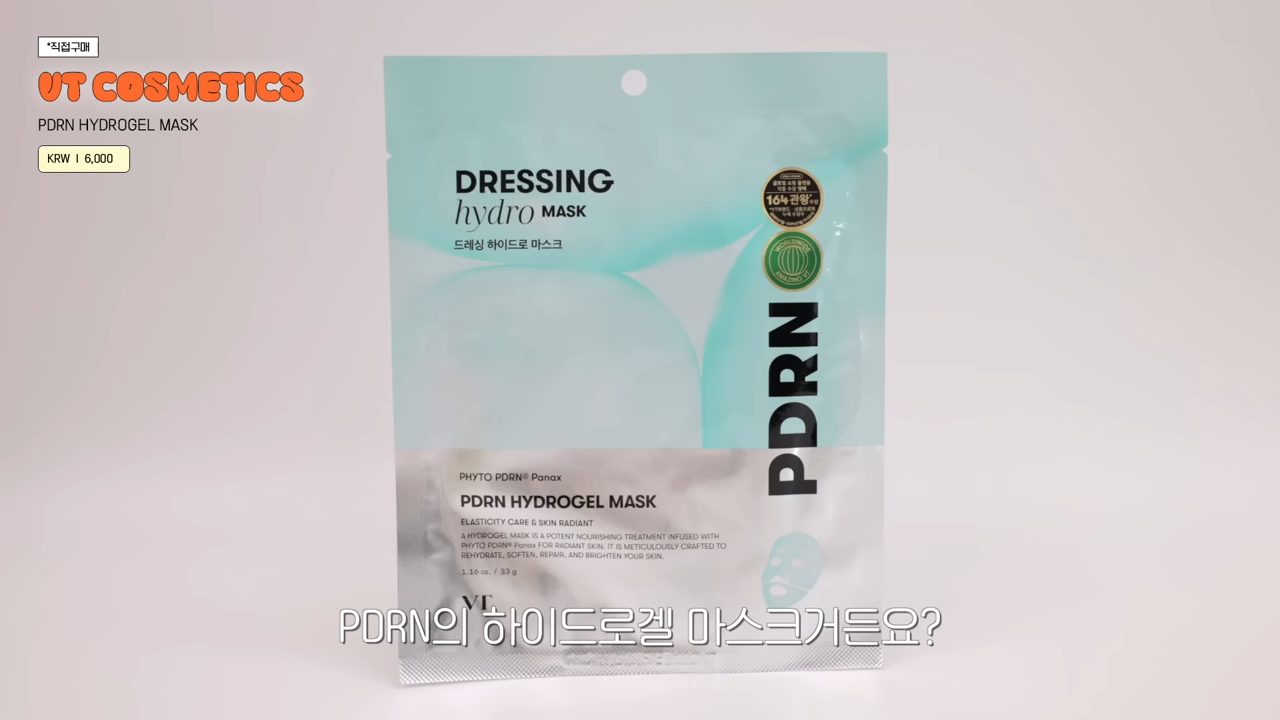 *직접구매
VT COSMETICS
PDRN HYDROGEL MASK
KRW I 6,000
DRESSING
hydro MASK
드레싱 하이드로 마스크
164관왕
WORLDWIDE
AMAZING VT
PDRN
PHYTO PDRN® Panax
PDRN HYDROGEL MASK
ELASTICITY CARE & SKIN RADIANT
A HYDROGEL MASK IS A POTENT NOURISHING TREATMENT INFUSED WITH
PHYTO PDRN® Panax FOR RADIANT SKIN. IT IS METICULOUSLY CRAFTED TO
REHYDRATE, SOFTEN, REPAIR, AND BRIGHTEN YOUR SKIN.
1.16 oz. / 33 g
VT
PDRN의 하이드로겔 마스크거든요?